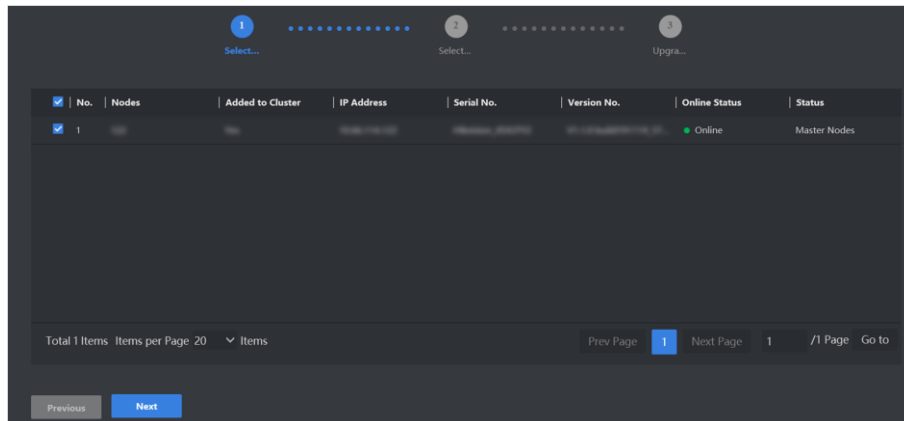 1 2 3
Select... Select... Upgra...
No. Nodes Added to Cluster IP Address Serial No. Version No. Online Status Status
1 Online Master Nodes
Total 1 Items Items per Page 20 Items Prev Page 1 Next Page 1 /1 Page Go to
Previous Next